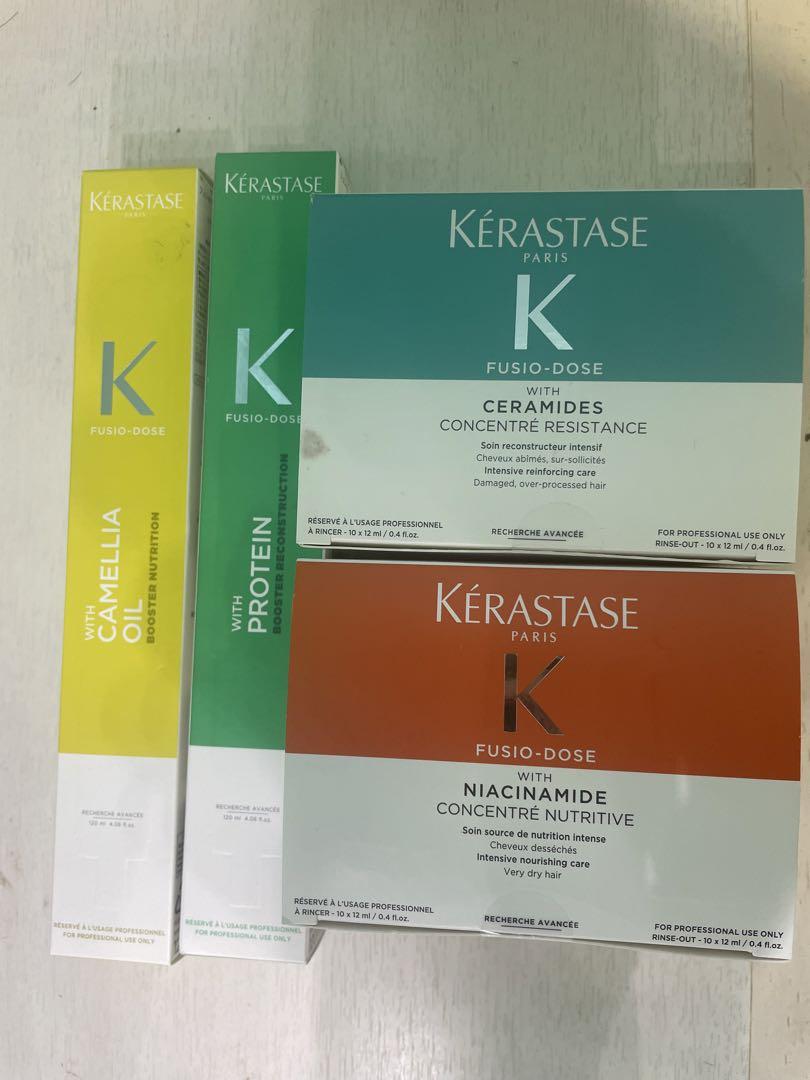 KÉRASTASE
PARIS
K
FUSIO-DOSE
WITH
CAMELLIA
OIL
BOOSTER NUTRITION
RECHERCHE AVANCÉE
120 ml 4.06 fl.oz.
RÉSERVÉ À L'USAGE PROFESSIONNEL
FOR PROFESSIONAL USE ONLY
KÉRASTASE
PARIS
K
FUSIO-DOSE
WITH
PROTEIN
BOOSTER RECONSTRUCTION
RECHERCHE AVANCÉE
120 ml 4.06 fl.oz.
RÉSERVÉ À L'USAGE PROFESSIONNEL
FOR PROFESSIONAL USE ONLY
KÉRASTASE
PARIS
K
FUSIO-DOSE
WITH
CERAMIDES
CONCENTRÉ RESISTANCE
Soin reconstructeur intensif
Cheveux abîmés, sur-sollicités
Intensive reinforcing care
Damaged, over-processed hair
RÉSERVÉ À L'USAGE PROFESSIONNEL
À RINCER - 10 x 12 ml / 0.4 fl.oz.
RECHERCHE AVANCÉE
FOR PROFESSIONAL USE ONLY
RINSE-OUT - 10 x 12 ml / 0.4 fl.oz.
KÉRASTASE
PARIS
K
FUSIO-DOSE
WITH
NIACINAMIDE
CONCENTRÉ NUTRITIVE
Soin source de nutrition intense
Cheveux desséchés
Intensive nourishing care
Very dry hair
RÉSERVÉ À L'USAGE PROFESSIONNEL
À RINCER - 10 x 12 ml / 0.4 fl.oz.
RECHERCHE AVANCÉE
FOR PROFESSIONAL USE ONLY
RINSE-OUT - 10 x 12 ml / 0.4 fl.oz.